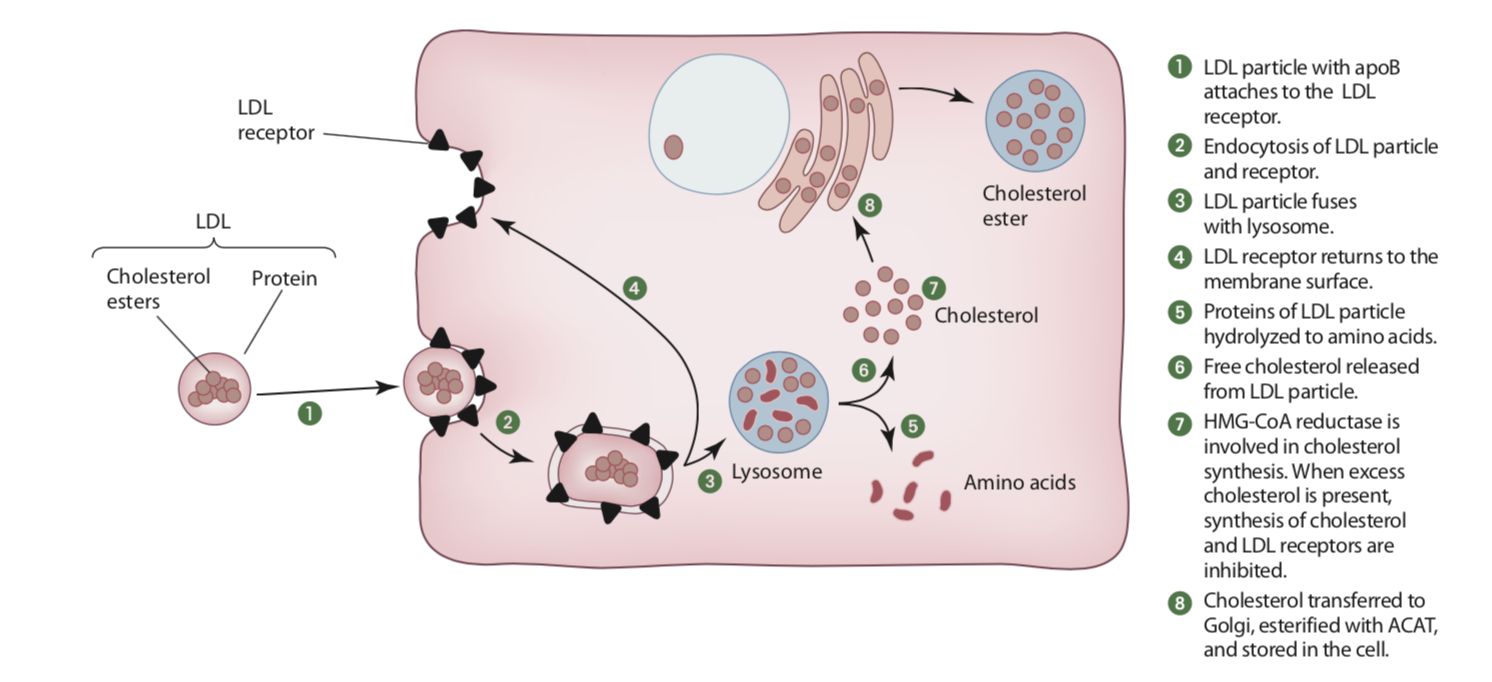 LDL
receptor
LDL
Cholesterol
esters
Protein
1
2
3
4
Lysosome
5
Amino acids
6
7
Cholesterol
8
Cholesterol
ester
1 LDL particle with apoB
attaches to the LDL
receptor.
2 Endocytosis of LDL particle
and receptor.
3 LDL particle fuses
with lysosome.
4 LDL receptor returns to the
membrane surface.
5 Proteins of LDL particle
hydrolyzed to amino acids.
6 Free cholesterol released
from LDL particle.
7 HMG-CoA reductase is
involved in cholesterol
synthesis. When excess
cholesterol is present,
synthesis of cholesterol
and LDL receptors are
inhibited.
8 Cholesterol transferred to
Golgi, esterified with ACAT,
and stored in the cell.